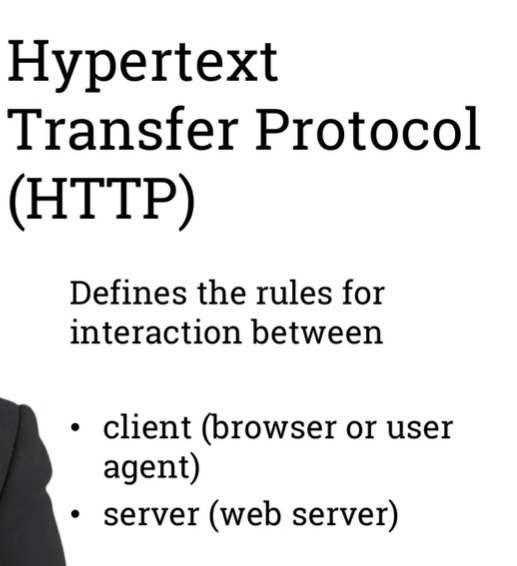 Hypertext
Transfer Protocol
(HTTP)
Defines the rules for
interaction between
• client (browser or user
agent)
• server (web server)